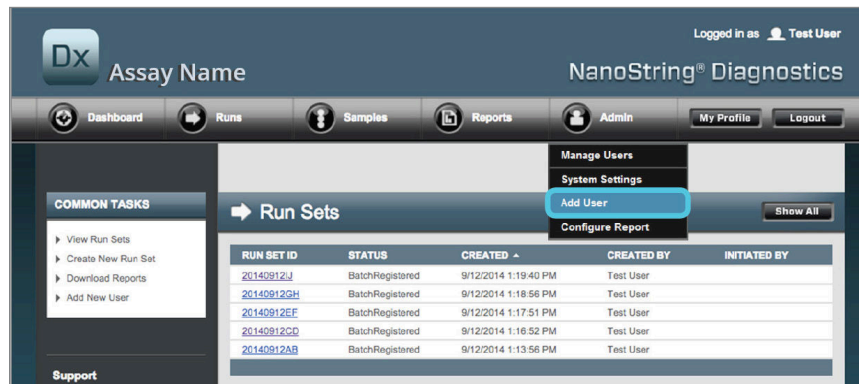 Logged in as Test User
Dx Assay Name
NanoString® Diagnostics
Dashboard Runs Samples Reports Admin My Profile Logout
Manage Users
System Settings
Add User
Configure Report
COMMON TASKS
View Run Sets
Create New Run Set
Download Reports
Add New User
Support
Run Sets Show All
RUN SET ID STATUS CREATED CREATED BY INITIATED BY
20140912IJ BatchRegistered 9/12/2014 1:19:40 PM Test User
20140912GH BatchRegistered 9/12/2014 1:18:56 PM Test User
20140912EF BatchRegistered 9/12/2014 1:17:51 PM Test User
20140912CD BatchRegistered 9/12/2014 1:16:52 PM Test User
20140912AB BatchRegistered 9/12/2014 1:13:56 PM Test User